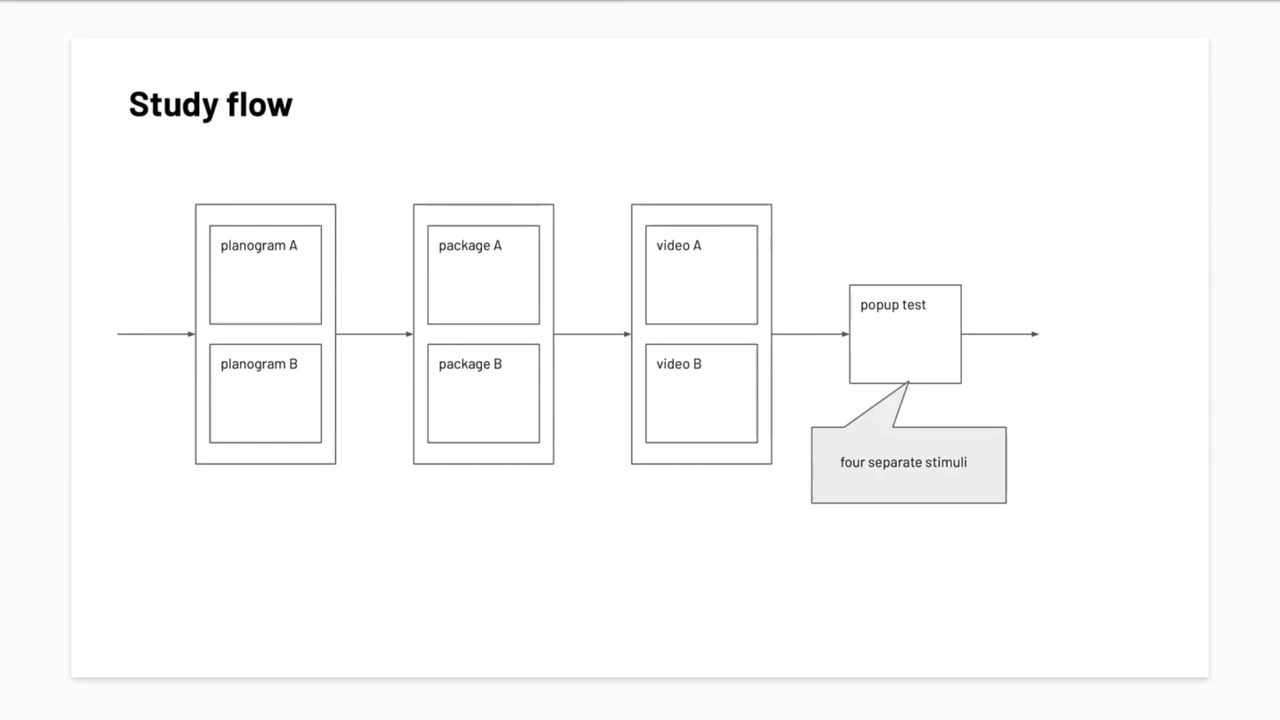 Study flow
planogram A
planogram B
package A
package B
video A
video B
popup test
four separate stimuli